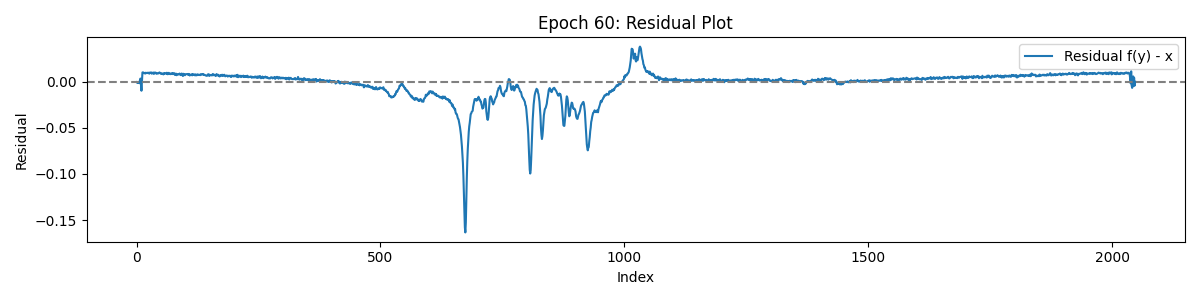 Epoch 60: Residual Plot
Residual f(y) - x
Residual
0.00
−0.05
−0.10
−0.15
0
500
1000
1500
2000
Index